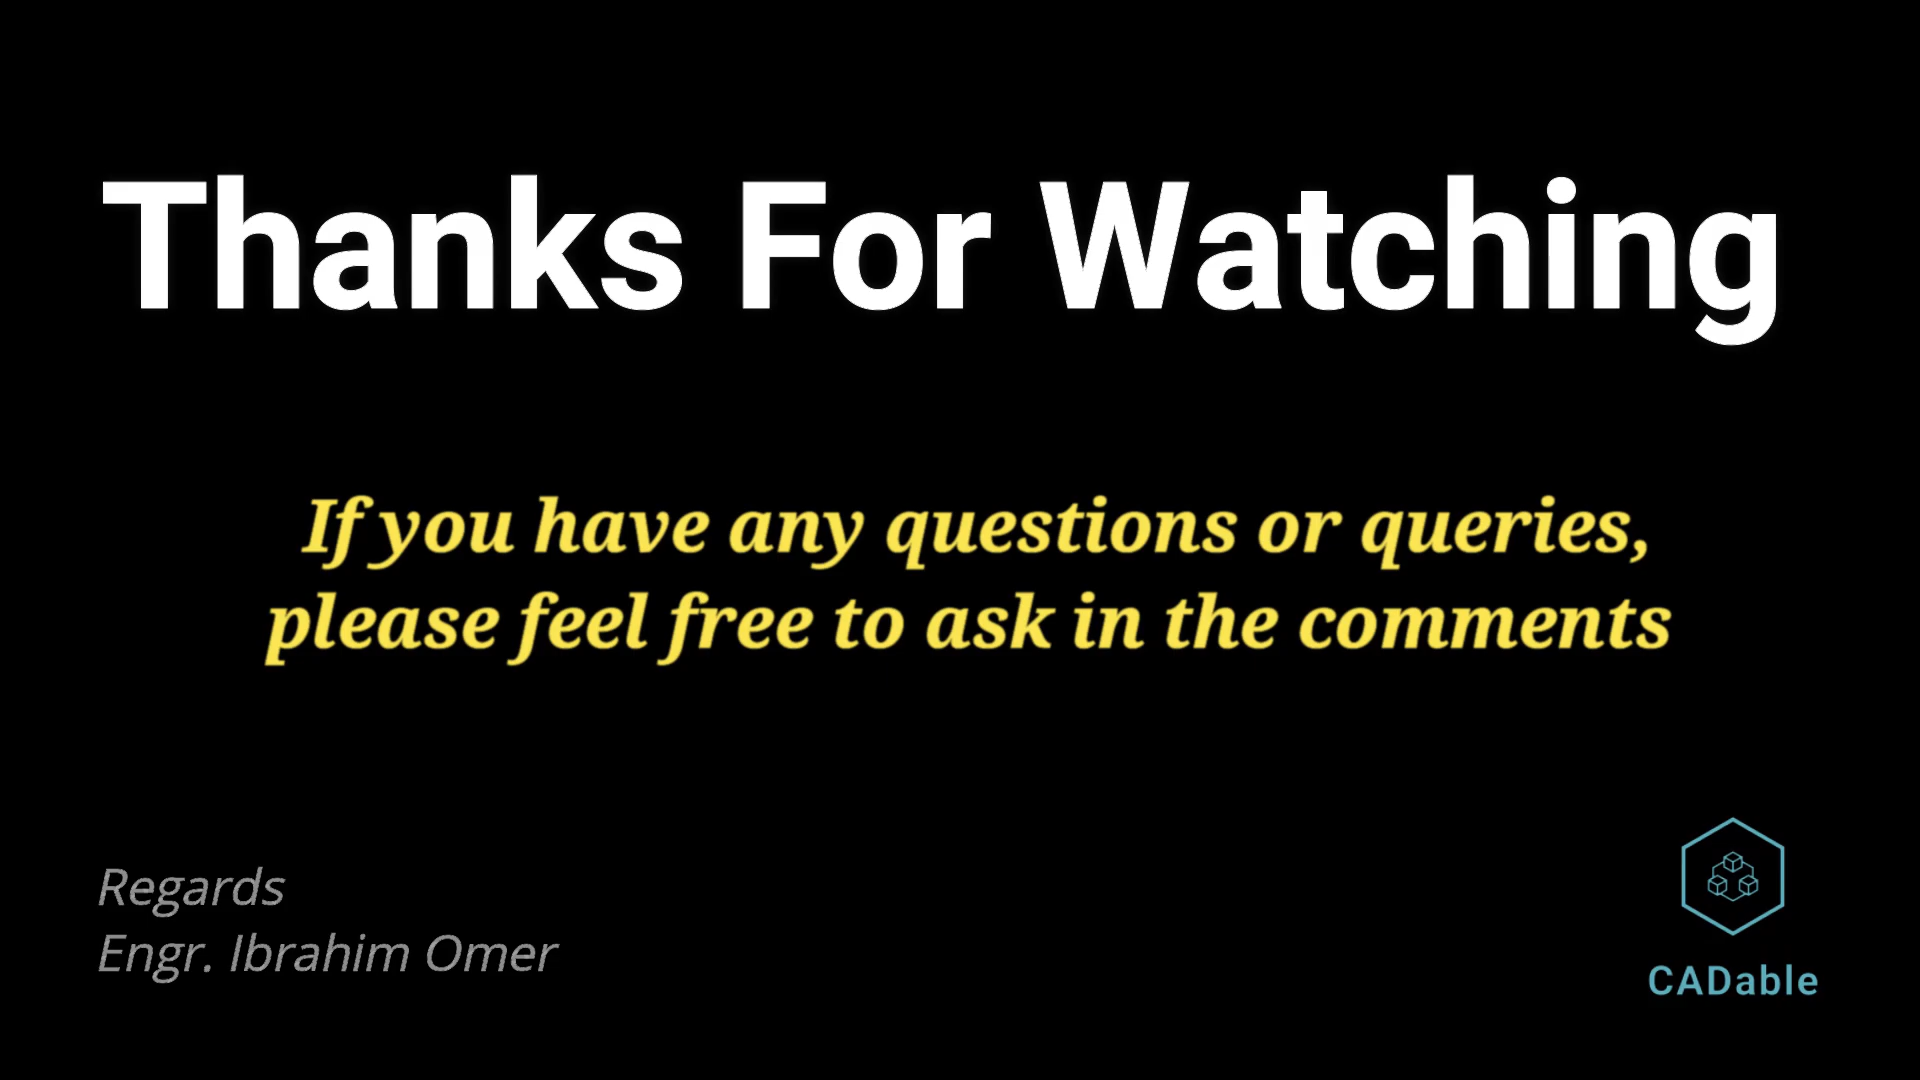 Thanks For Watching
If you have any questions or queries,
please feel free to ask in the comments
Regards
Engr. Ibrahim Omer
CADable